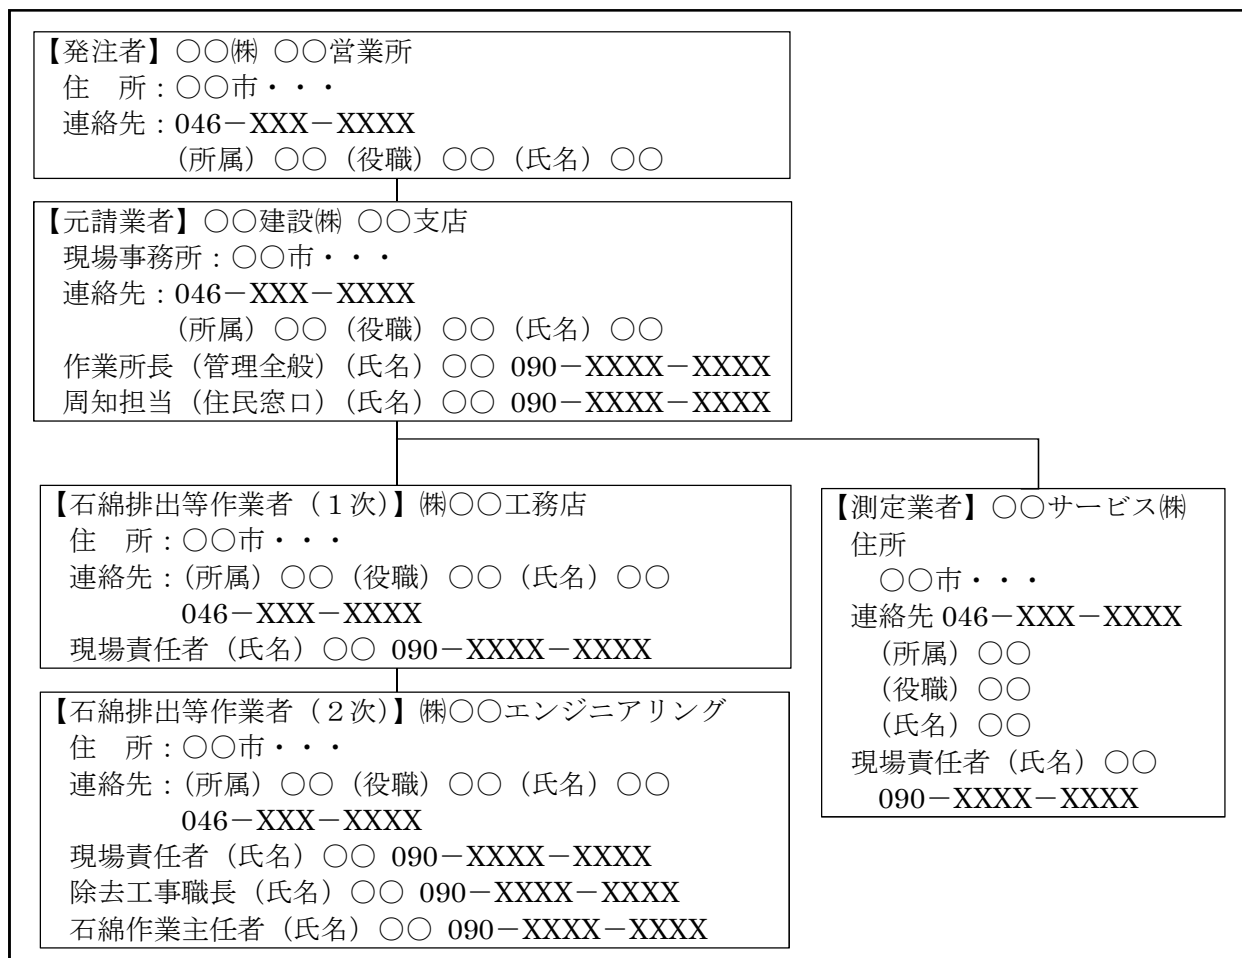 【発注者】○○㈱ ○○営業所
住　所：○○市・・・
連絡先：046－XXX－XXXX
(所属）○○（役職）○○（氏名）○○
【元請業者】○○建設㈱ ○○支店
現場事務所：○○市・・・
連絡先：046－XXX－XXXX
(所属）○○（役職）○○（氏名）○○
作業所長（管理全般）（氏名）○○ 090－XXXX－XXXX
周知担当（住民窓口）（氏名）○○ 090－XXXX－XXXX
【石綿排出等作業者（１次）】㈱○○工務店
住　所：○○市・・・
連絡先：(所属）○○（役職）○○（氏名）○○
046－XXX－XXXX
現場責任者（氏名）○○ 090－XXXX－XXXX
【石綿排出等作業者（２次）】㈱○○エンジニアリング
住　所：○○市・・・
連絡先：(所属）○○（役職）○○（氏名）○○
046－XXX－XXXX
現場責任者（氏名）○○ 090－XXXX－XXXX
除去工事職長（氏名）○○ 090－XXXX－XXXX
石綿作業主任者（氏名）○○ 090－XXXX－XXXX
【測定業者】○○サービス㈱
住所
○○市・・・
連絡先 046－XXX－XXXX
（所属）○○
（役職）○○
（氏名）○○
現場責任者（氏名）○○
090－XXXX－XXXX